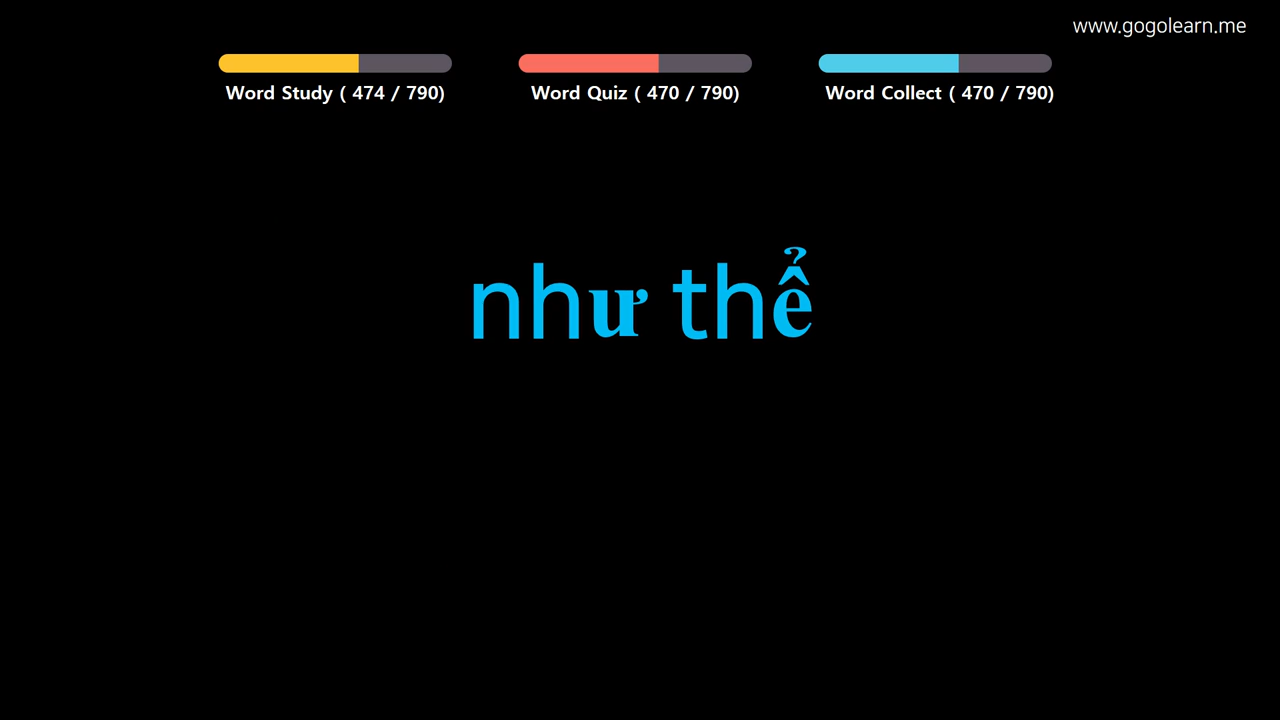 www.gogolearn.me
Word Study ( 474 / 790)
Word Quiz ( 470 / 790)
Word Collect ( 470 / 790)
như thể